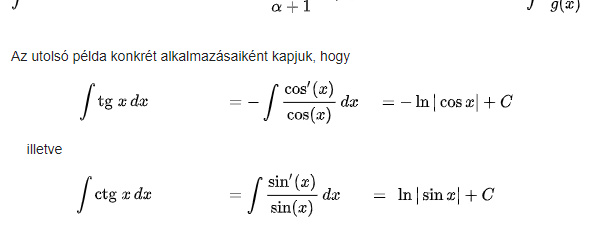 ∫ α + 1 ∫ g(x)
Az utolsó példa konkrét alkalmazásaiként kapjuk, hogy
∫ tg x dx = − ∫ cos′(x) / cos(x) dx = − ln | cos x| + C
illetve
∫ ctg x dx = ∫ sin′(x) / sin(x) dx = ln | sin x| + C